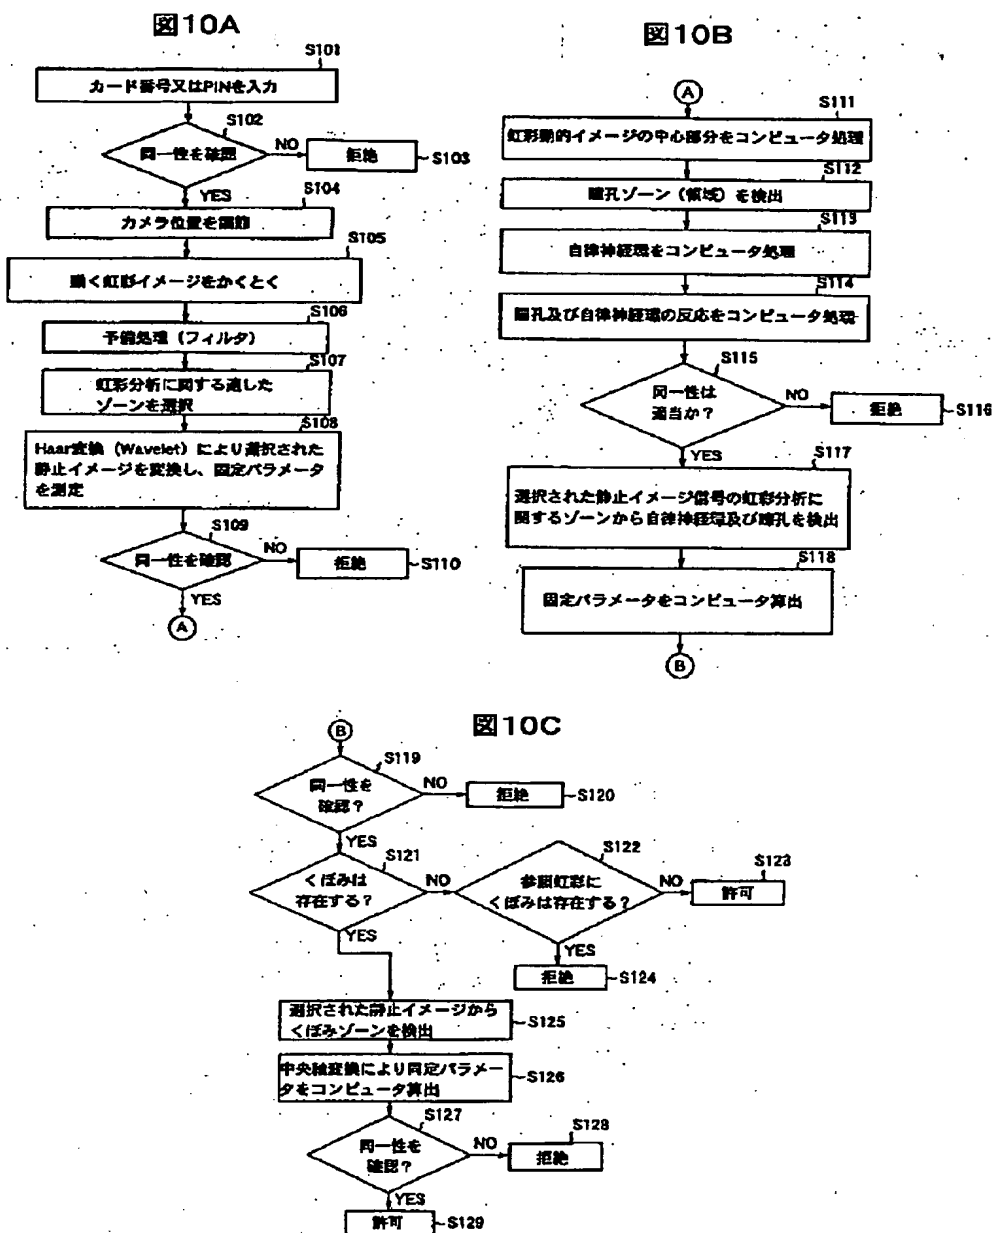 図10A
S101
カード番号又はPINを入力
S102
同一性を確認
NO
拒絶
S103
YES
S104
カメラ位置を調節
S105
動く虹彩イメージをかくとく
S106
予備処理（フィルタ）
S107
虹彩分析に関する適した
ゾーンを選択
S108
Haar変換（Wavelet）により選択された
静止イメージを変換し、固定パラメータ
を測定
S109
同一性を確認
NO
拒絶
S110
YES
A
図10B
A
S111
虹彩動的イメージの中心部分をコンピュータ処理
S112
瞳孔ゾーン（領域）を検出
S113
自律神経環をコンピュータ処理
S114
瞳孔及び自律神経環の反応をコンピュータ処理
S115
同一性は
適当か？
NO
拒絶
S116
YES
S117
選択された静止イメージ信号の虹彩分析に
関するゾーンから自律神経環及び瞳孔を検出
S118
固定パラメータをコンピュータ算出
B
図10C
B
S119
同一性を
確認？
NO
拒絶
S120
YES
S121
くぼみは
存在する？
NO
S122
参照虹彩に
くぼみは存在する？
NO
S123
許可
YES
拒絶
S124
YES
選択された静止イメージから
くぼみゾーンを検出
S125
中央軸変換により固定パラメー
タをコンピュータ算出
S126
S127
同一性を
確認？
NO
S128
拒絶
YES
許可
S129